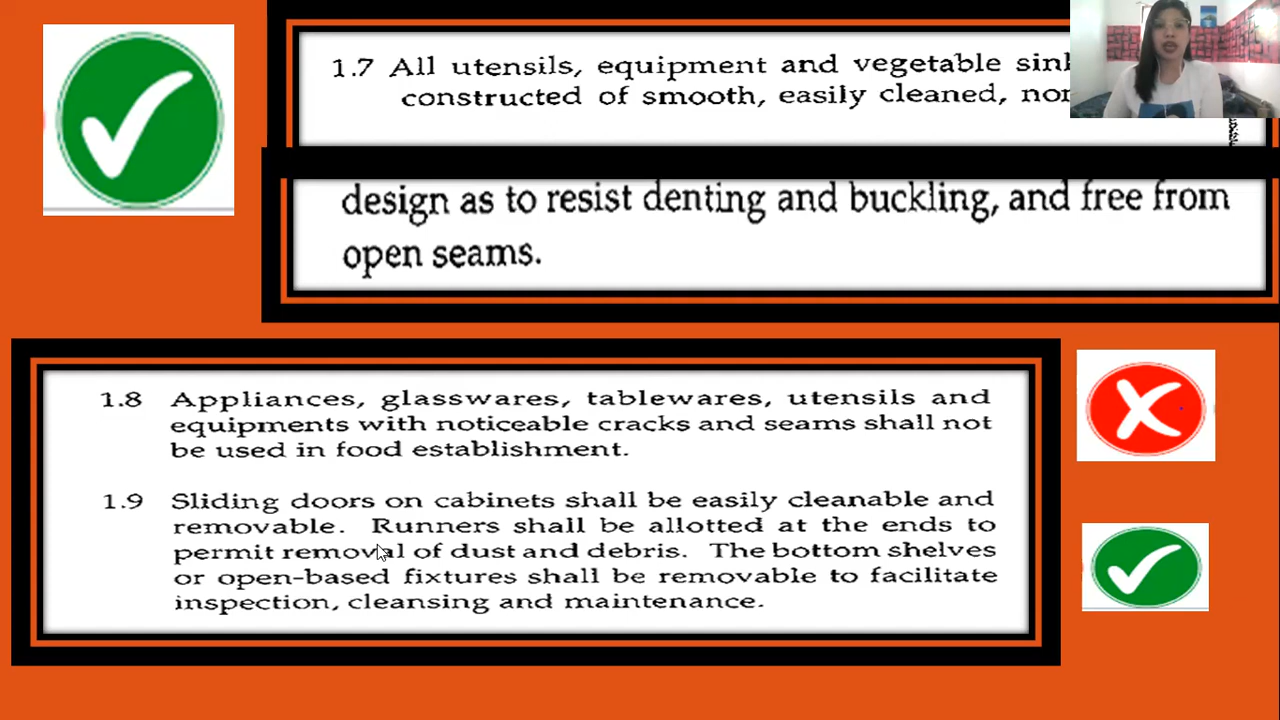 1.7 All utensils, equipment and vegetable
constructed of smooth, easily cleaned,
design as to resist denting and buckling, and free from
open seams.
1.8 Appliances, glasswares, tablewares, utensils and
equipments with noticeable cracks and seams shall not
be used in food establishment.
1.9 Sliding doors on cabinets shall be easily cleanable and
removable. Runners shall be allotted at the ends to
permit removal of dust and debris. The bottom shelves
or open-based fixtures shall be removable to facilitate
inspection, cleansing and maintenance.